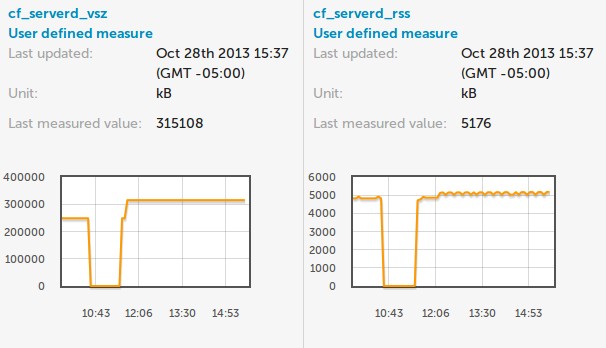 cf_serverd_vsz
User defined measure
Last updated: Oct 28th 2013 15:37
(GMT -05:00)
Unit: kB
Last measured value: 315108
400000
300000
200000
100000
0
10:43 12:06 13:30 14:53
cf_serverd_rss
User defined measure
Last updated: Oct 28th 2013 15:37
(GMT -05:00)
Unit: kB
Last measured value: 5176
6000
5000
4000
3000
2000
1000
0
10:43 12:06 13:30 14:53